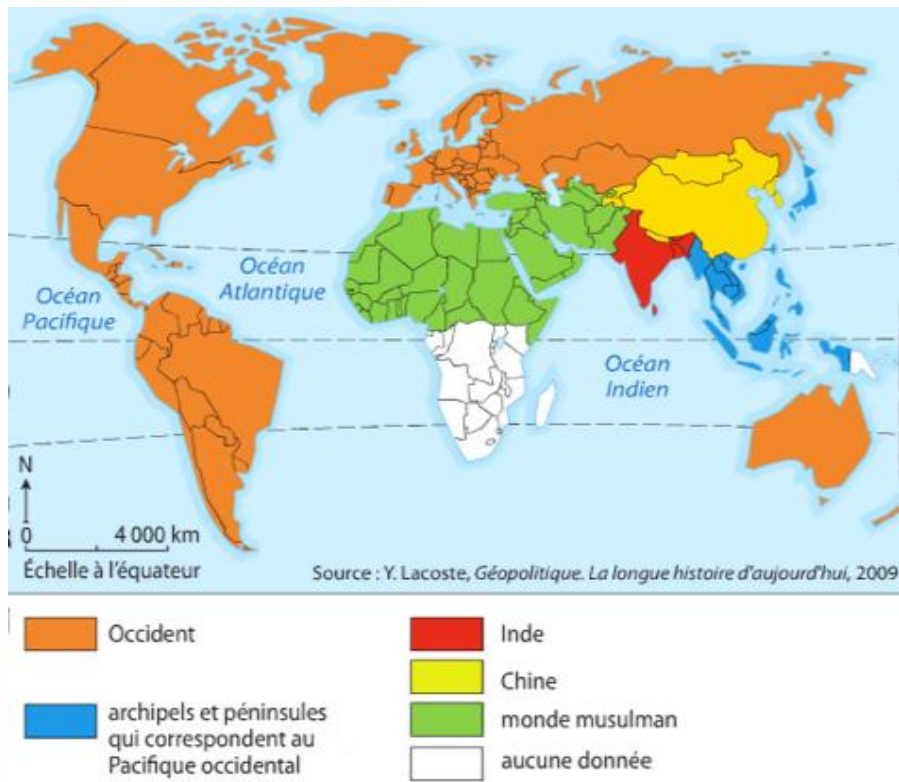 Océan
Pacifique
Océan
Atlantique
Océan
Indien
N
0 4 000 km
Échelle à l'équateur
Source : Y. Lacoste, Géopolitique. La longue histoire d'aujourd'hui, 2009
Occident
archipels et péninsules
qui correspondent au
Pacifique occidental
Inde
Chine
monde musulman
aucune donnée